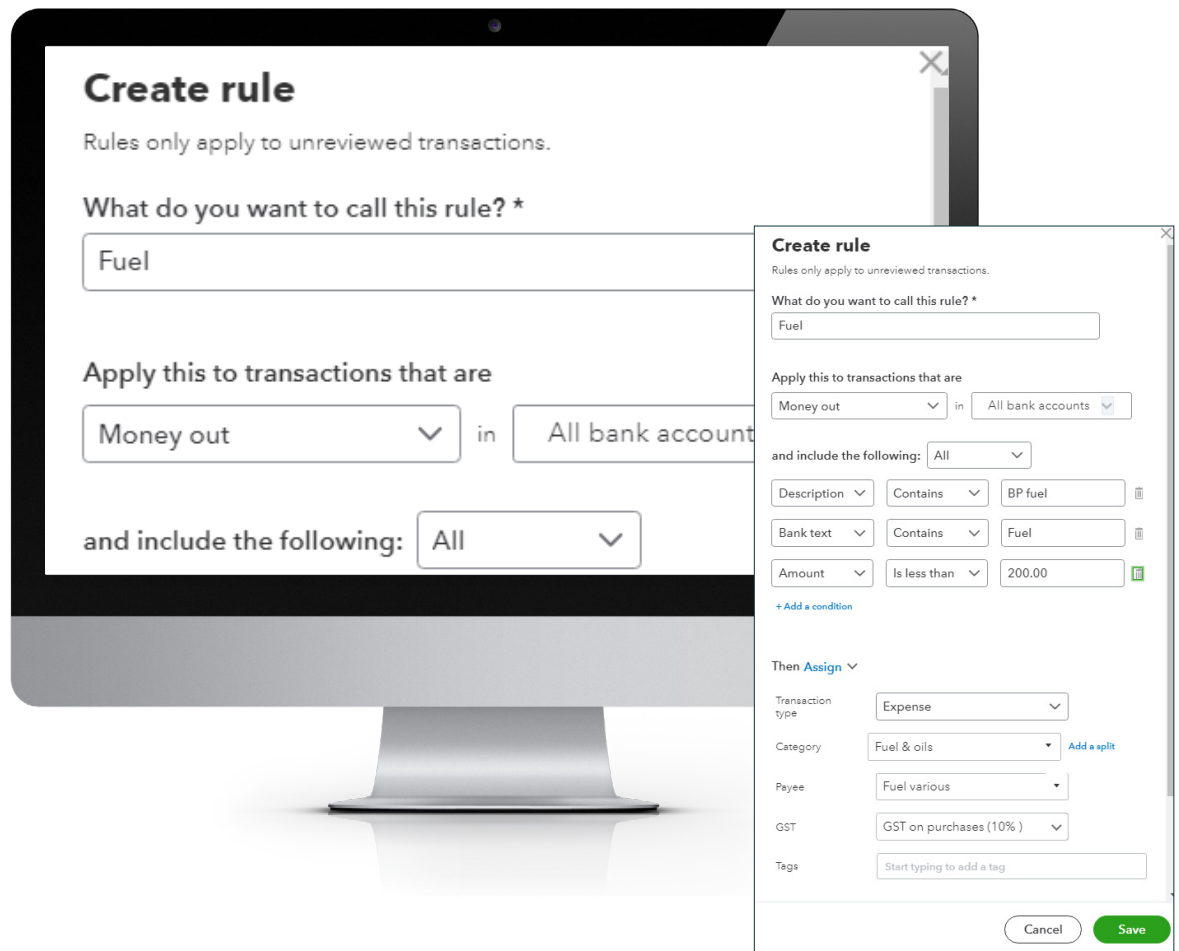 Create rule
Rules only apply to unreviewed transactions.
What do you want to call this rule? *
Fuel
Apply this to transactions that are
Money out in All bank account
and include the following: All
Create rule
Rules only apply to unreviewed transactions.
What do you want to call this rule? *
Fuel
Apply this to transactions that are
Money out in All bank accounts
and include the following: All
Description Contains BP fuel
Bank text Contains Fuel
Amount Is less than 200.00
+ Add a condition
Then Assign
Transaction
type
Expense
Category Fuel & oils Add a split
Payee Fuel various
GST GST on purchases (10% )
Tags Start typing to add a tag
Cancel Save